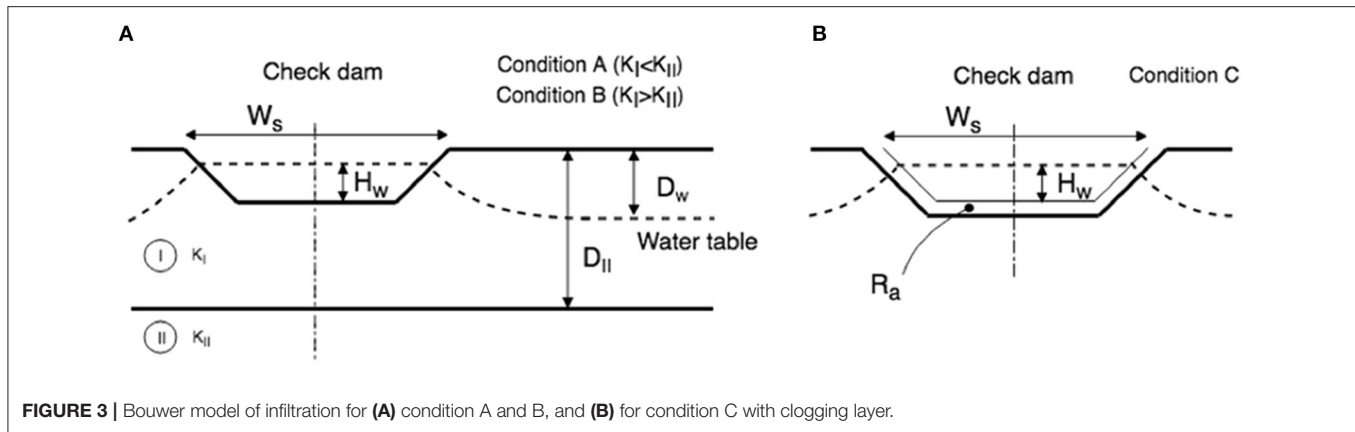 A
Check dam
Condition A (K_I<K_II)
Condition B (K_I>K_II)
W_s
H_w
D_w
Water table
D_II
I K_I
II K_II
B
Check dam
Condition C
W_s
H_w
R_a
FIGURE 3 | Bouwer model of infiltration for (A) condition A and B, and (B) for condition C with clogging layer.